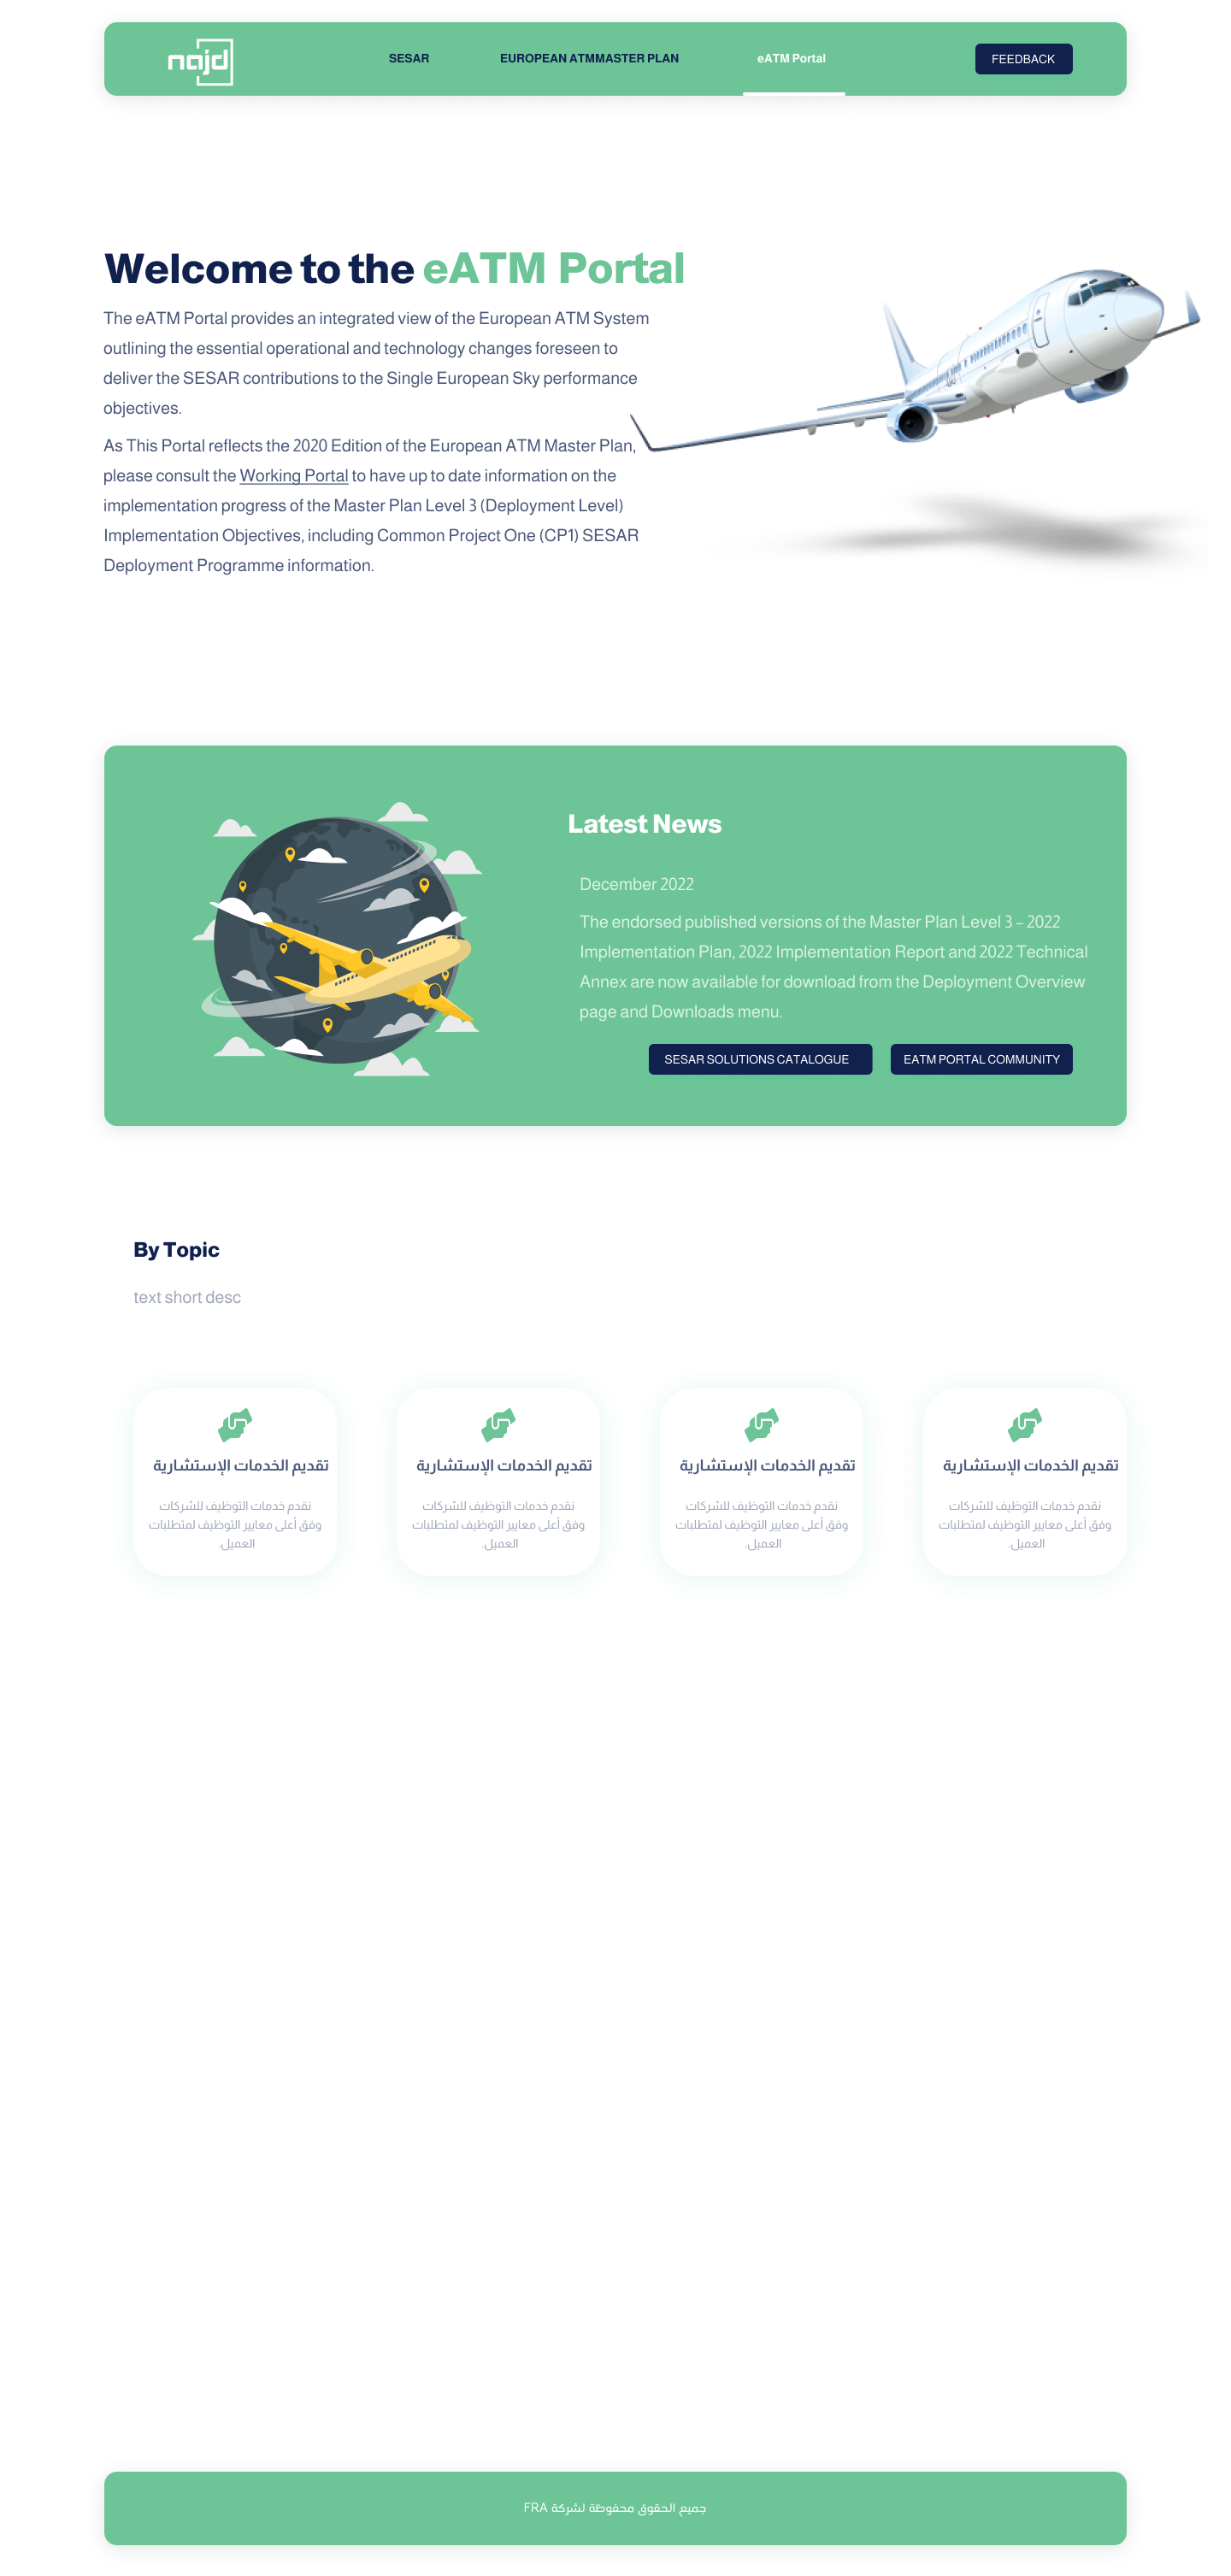 najd
SESAR
EUROPEAN ATMMASTER PLAN
eATM Portal
FEEDBACK
Welcome to the eATM Portal
The eATM Portal provides an integrated view of the European ATM System
outlining the essential operational and technology changes foreseen to
deliver the SESAR contributions to the Single European Sky performance
objectives.
As This Portal reflects the 2020 Edition of the European ATM Master Plan,
please consult the Working Portal to have up to date information on the
implementation progress of the Master Plan Level 3 (Deployment Level)
Implementation Objectives, including Common Project One (CP1) SESAR
Deployment Programme information.
Latest News
December 2022
The endorsed published versions of the Master Plan Level 3 – 2022
Implementation Plan, 2022 Implementation Report and 2022 Technical
Annex are now available for download from the Deployment Overview
page and Downloads menu.
SESAR SOLUTIONS CATALOGUE
EATM PORTAL COMMUNITY
By Topic
text short desc
تقديم الخدمات الإستشارية
نقدم خدمات التوظيف للشركات
وفق أعلى معايير التوظيف لمتطلبات
العميل.
تقديم الخدمات الإستشارية
نقدم خدمات التوظيف للشركات
وفق أعلى معايير التوظيف لمتطلبات
العميل.
تقديم الخدمات الإستشارية
نقدم خدمات التوظيف للشركات
وفق أعلى معايير التوظيف لمتطلبات
العميل.
تقديم الخدمات الإستشارية
نقدم خدمات التوظيف للشركات
وفق أعلى معايير التوظيف لمتطلبات
العميل.
جميع الحقوق محفوظة لشركة FRA